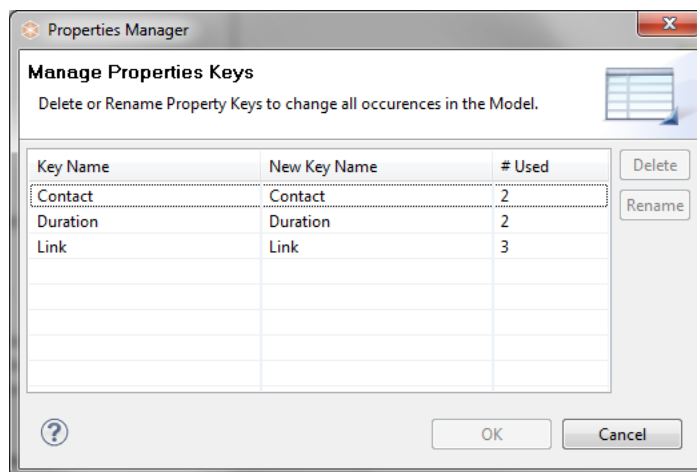 Properties Manager
Manage Properties Keys
Delete or Rename Property Keys to change all occurences in the Model.
Key Name New Key Name # Used Delete
Contact Contact 2 Rename
Duration Duration 2
Link Link 3
? OK Cancel